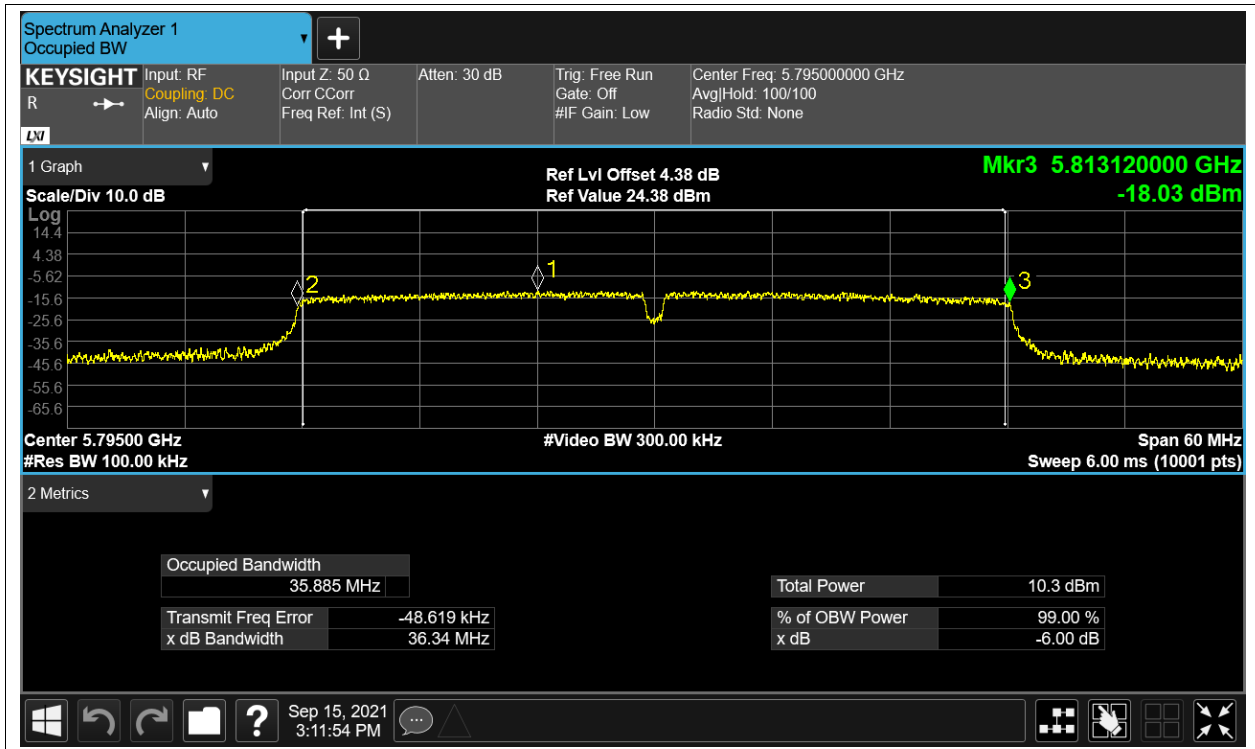 Spectrum Analyzer 1
Occupied BW
+
KEYSIGHT Input: RF Input Z: 50 Ω Atten: 30 dB Trig: Free Run Center Freq: 5.795000000 GHz
R Coupling: DC Corr CCorr Gate: Off Avg|Hold: 100/100
Align: Auto Freq Ref: Int (S) #IF Gain: Low Radio Std: None
LXI
1 Graph
Ref Lvl Offset 4.38 dB
Mkr3 5.813120000 GHz
Scale/Div 10.0 dB
Ref Value 24.38 dBm
-18.03 dBm
Log
14.4
4.38
-5.62
-15.6
-25.6
-35.6
-45.6
-55.6
-65.6
1
2
3
Center 5.79500 GHz #Video BW 300.00 kHz Span 60 MHz
#Res BW 100.00 kHz Sweep 6.00 ms (10001 pts)
2 Metrics
Occupied Bandwidth
35.885 MHz
Total Power 10.3 dBm
Transmit Freq Error -48.619 kHz
% of OBW Power 99.00 %
x dB Bandwidth 36.34 MHz
x dB -6.00 dB
? Sep 15, 2021
3:11:54 PM